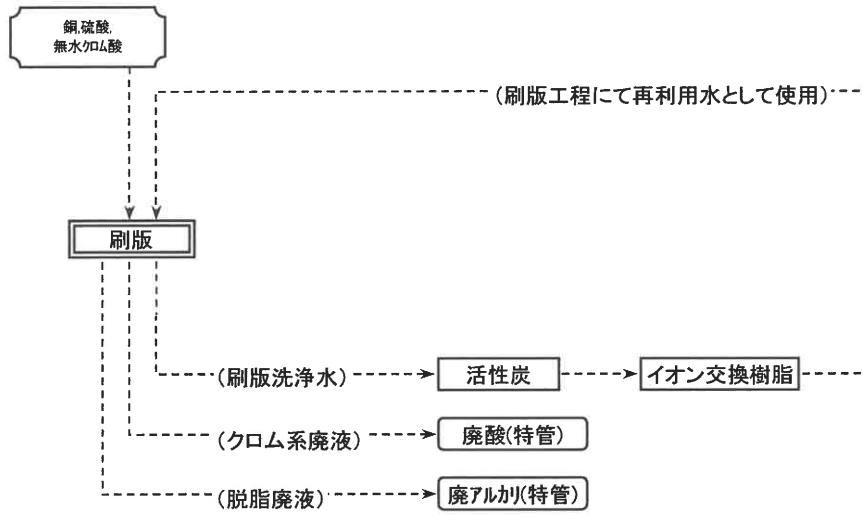 銅,硫酸,
無水クロム酸
(刷版工程にて再利用水として使用)
刷版
(刷版洗浄水)
活性炭
イオン交換樹脂
(クロム系廃液)
廃酸(特管)
(脱脂廃液)
廃アルカリ(特管)